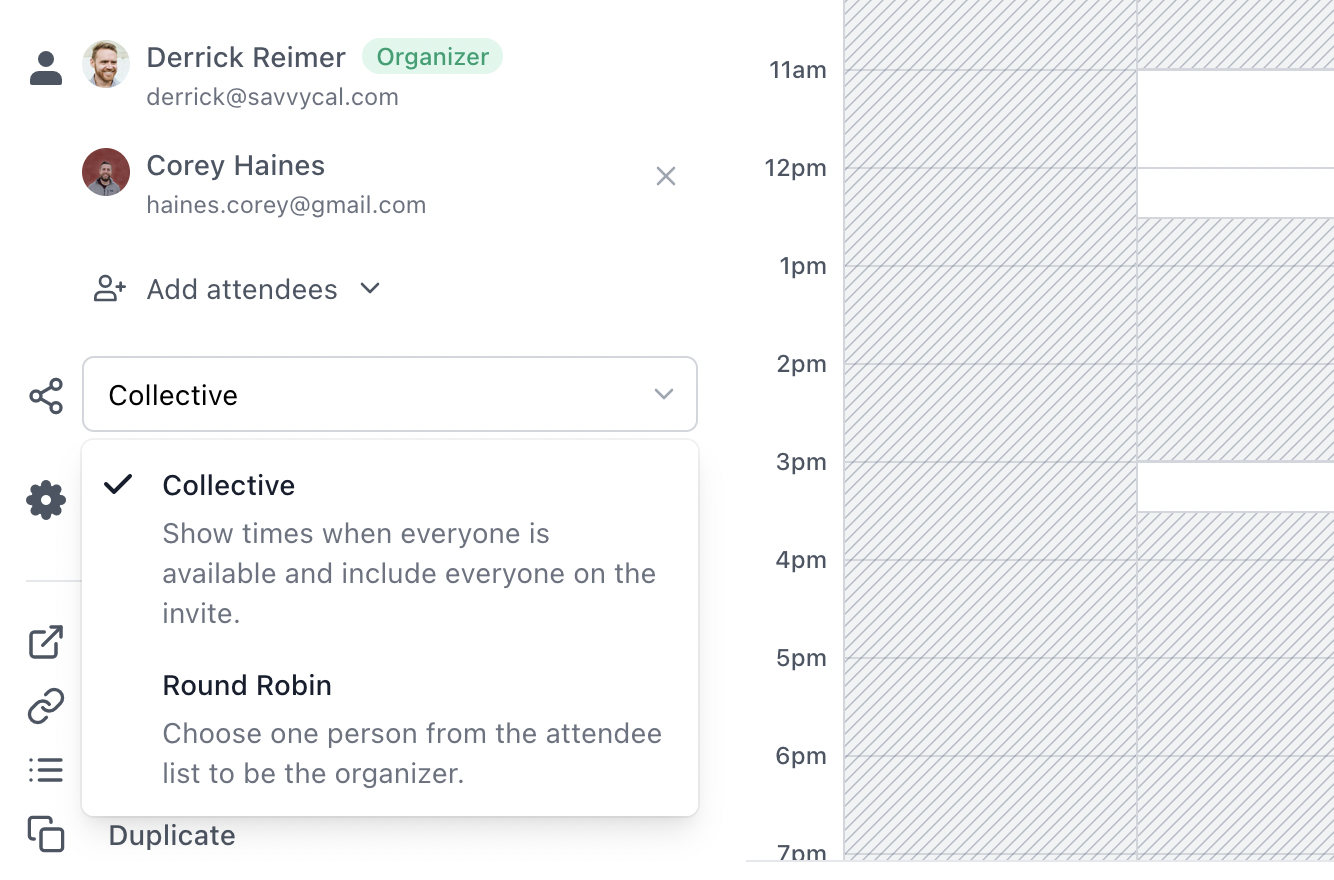 Derrick Reimer Organizer
derrick@savvycal.com
Corey Haines
haines.corey@gmail.com
Add attendees
Collective
Collective
Show times when everyone is
available and include everyone on the
invite.
Round Robin
Choose one person from the attendee
list to be the organizer.
Duplicate
11am
12pm
1pm
2pm
3pm
4pm
5pm
6pm
7pm